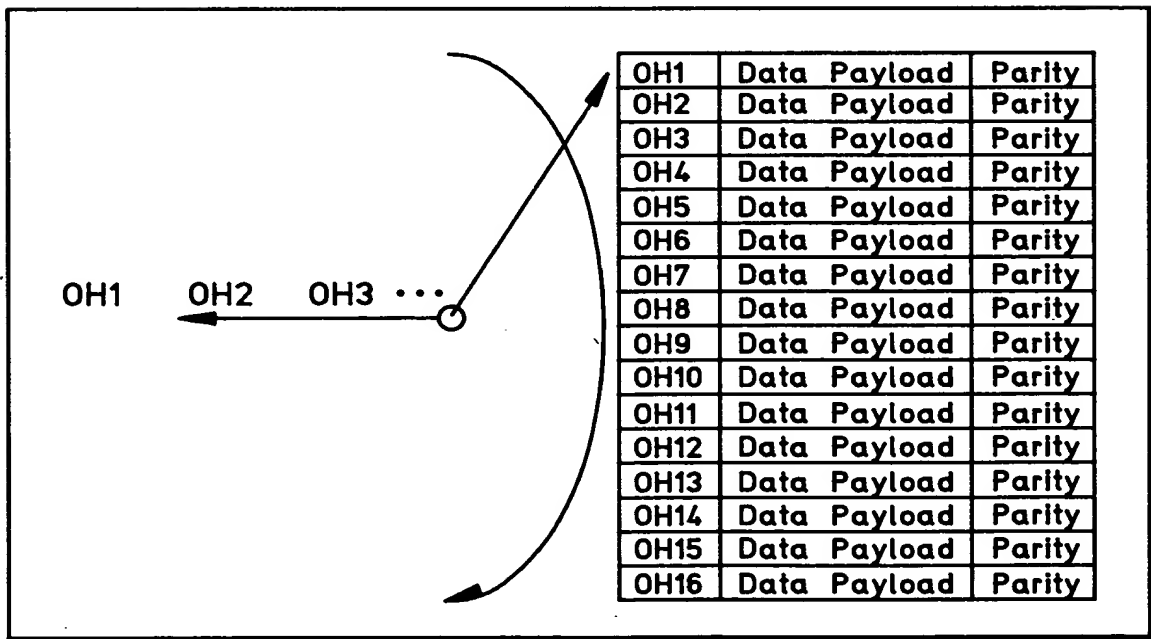 OH1 Data Payload Parity
OH2 Data Payload Parity
OH3 Data Payload Parity
OH4 Data Payload Parity
OH5 Data Payload Parity
OH6 Data Payload Parity
OH7 Data Payload Parity
OH1 OH2 OH3 •••
OH8 Data Payload Parity
OH9 Data Payload Parity
OH10 Data Payload Parity
OH11 Data Payload Parity
OH12 Data Payload Parity
OH13 Data Payload Parity
OH14 Data Payload Parity
OH15 Data Payload Parity
OH16 Data Payload Parity